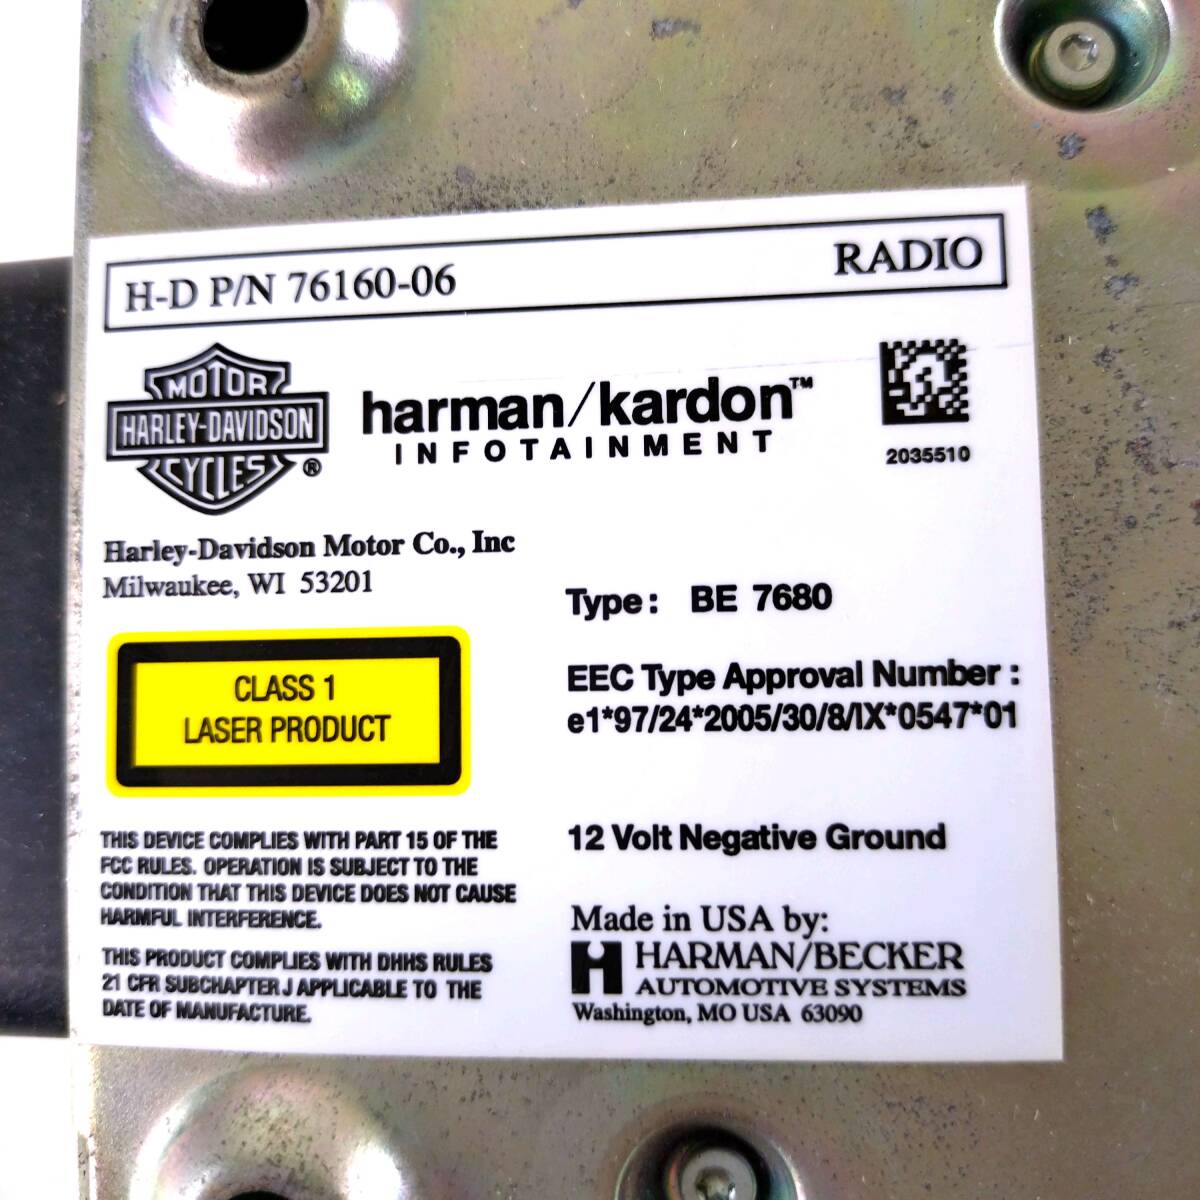 H-D P/N 76160-06 RADIO
MOTOR
HARLEY-DAVIDSON
CYCLES ®
harman/kardon™
INFOTAINMENT
2035510
Harley-Davidson Motor Co., Inc
Milwaukee, WI 53201
CLASS 1
LASER PRODUCT
THIS DEVICE COMPLIES WITH PART 15 OF THE
FCC RULES. OPERATION IS SUBJECT TO THE
CONDITION THAT THIS DEVICE DOES NOT CAUSE
HARMFUL INTERFERENCE.
THIS PRODUCT COMPLIES WITH DHHS RULES
21 CFR SUBCHAPTER J APPLICABLE TO THE
DATE OF MANUFACTURE.
Type: BE 7680
EEC Type Approval Number :
e1*97/24*2005/30/8/IX*0547*01
12 Volt Negative Ground
Made in USA by:
HARMAN/BECKER
AUTOMOTIVE SYSTEMS
Washington, MO USA 63090